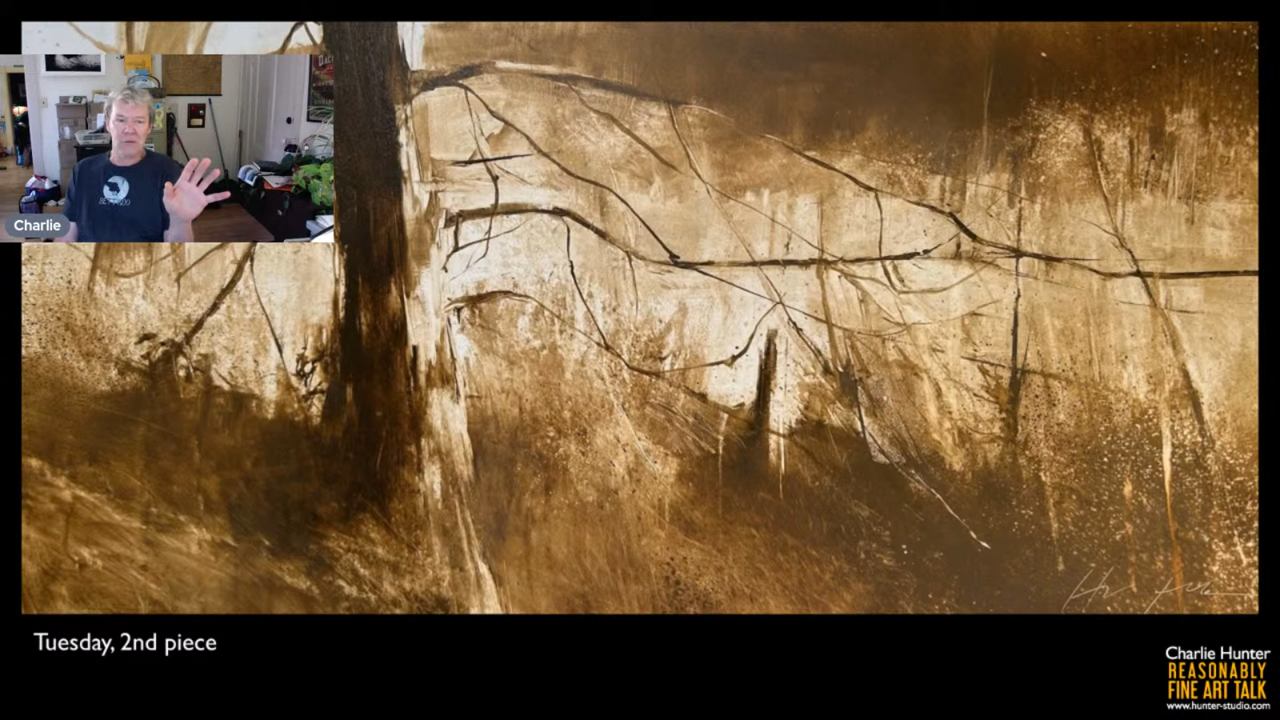 Charlie
Tuesday, 2nd piece
Charlie Hunter
REASONABLY
FINE ART TALK
www.hunter-studio.com